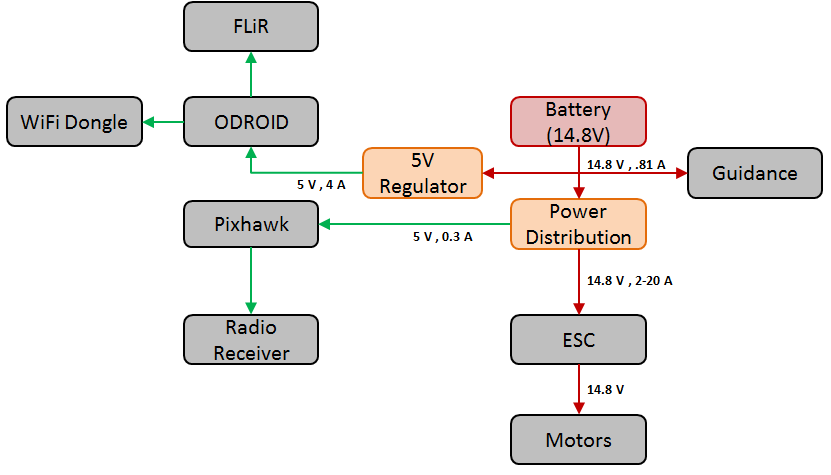 FLiR
WiFi Dongle
ODROID
Battery
(14.8V)
5V
Regulator
14.8 V , .81 A
Guidance
5 V , 4 A
Pixhawk
Power
Distribution
5 V , 0.3 A
14.8 V , 2-20 A
Radio
Receiver
ESC
14.8 V
Motors